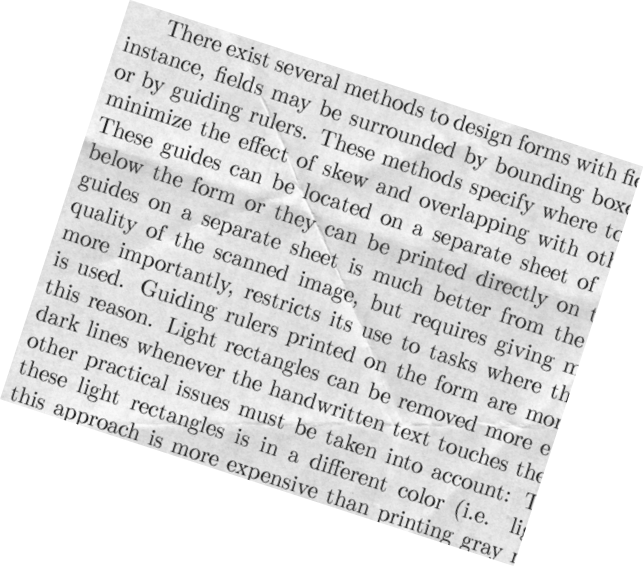 There exist several methods to design forms with
instance, fields may be surrounded by bounding
or by guiding rulers. These methods specify where
minimize the effect of skew and overlapping with
These guides can be located on a separate sheet of
below the form or they can be printed directly on
guides on a separate sheet is much better from the
quality of the scanned image, but requires giving
more importantly, restricts its use to tasks where
is used. Guiding rulers printed on the form are
this reason. Light rectangles can be removed more
dark lines whenever the handwritten text touches the
other practical issues must be taken into account:
these light rectangles is in a different color (i.e.
this approach is more expensive than printing gray